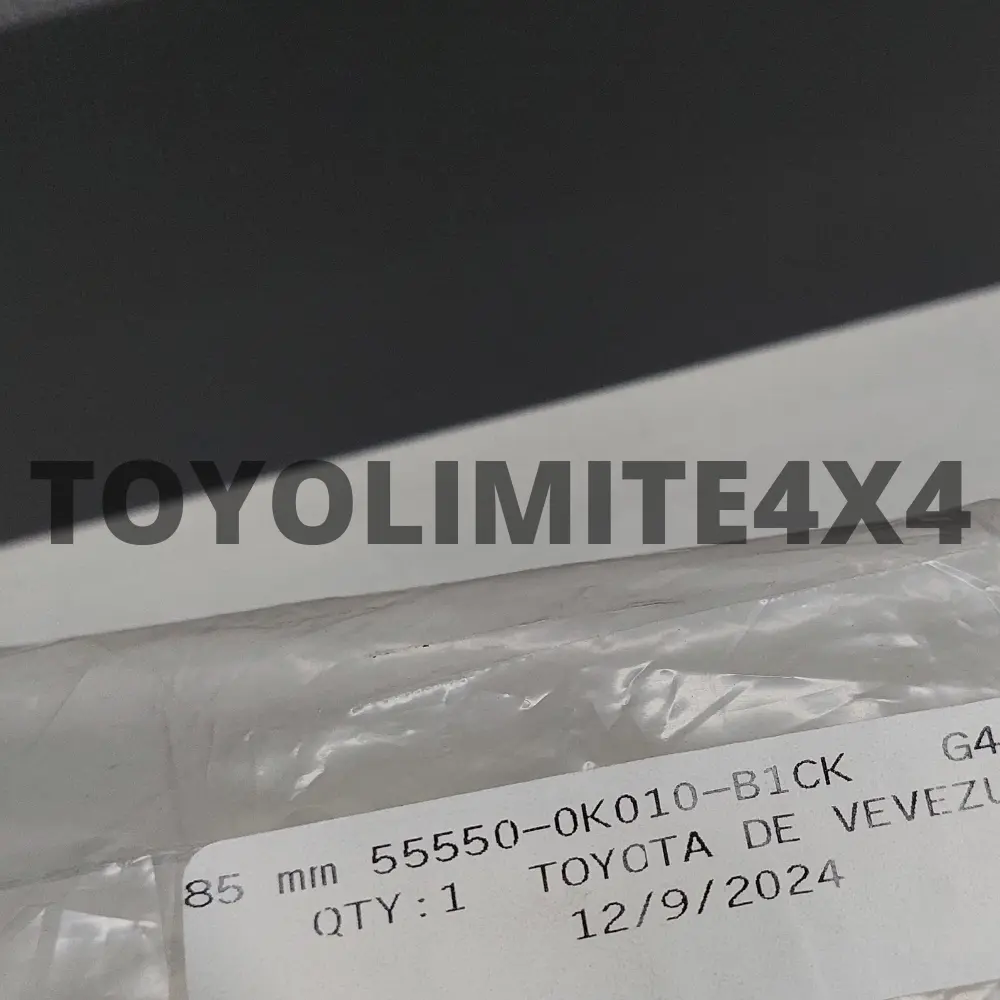 TOYOLIMITE4X4
85 mm 55550-0K010-B1CK G4
QTY:1 TOYOTA DE VEVEZU
12/9/2024